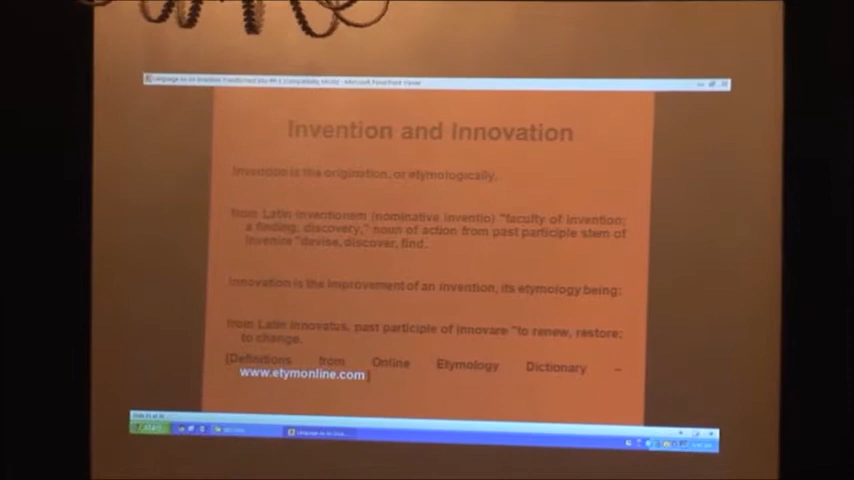 Invention and Innovation
Invention is the origination, or etymologically,
from Latin inventionem (nominative inventio) "faculty of invention;
a finding, discovery," noun of action from past participle stem of
invenire "devise, discover, find.
Innovation is the improvement of an invention, its etymology being:
from Latin innovatus, past participle of innovare "to renew, restore;
to change.
[Definitions from Online Etymology Dictionary –
www.etymonline.com]
start